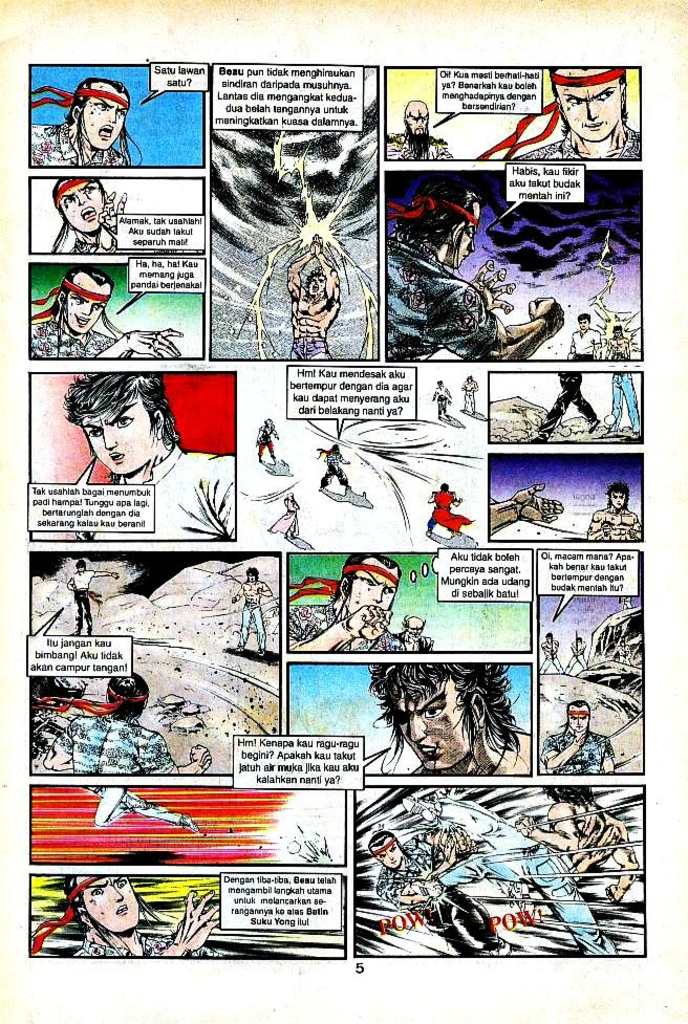 Satu lawan
satu?
Beau pun tidak menghiraukan
sindiran daripada musuhnya.
Lantas dia mengangkat kedua-
dua belah tangannya untuk
meningkatkan kuasa dalamnya.
Oi! Kua mesti berhati-hati
ya? Benarkah kau boleh
menghadapinya dengan
bersendirian?
Alamak, tak usahlah!
Aku sudah takut
separuh mati!
Habis, kau fikir
aku takut budak
mentah ini?
Ha, ha, ha! Kau
memang juga
pandai berjenaka!
Hm! Kau mendesak aku
bertempur dengan dia agar
kau dapat menyerang aku
dari belakang nanti ya?
Tak usahlah bagai menumbuk
padi hampa! Tunggu apa lagi,
bertarunglah dengan dia
sekarang kalau kau berani!
Aku tidak boleh
percaya sangat.
Mungkin ada udang
di sebalik batu!
Oi, macam mana? Apa-
kah kau ingin takut
bertempur dengan
budak mentah itu?
Itu jangan kau
bimbang! Aku tidak
akan campur tangan!
Hm! Kenapa kau ragu-ragu
begini? Apakah kau takut
jatuh air muka jika kau aku
kalahkan nanti ya?
Dengan tiba-tiba, Beau telah
mengambil langkah utama
untuk melancarkan se-
rangannya ke atas Batin
Suku Yong itu!
POW!
POW!
5